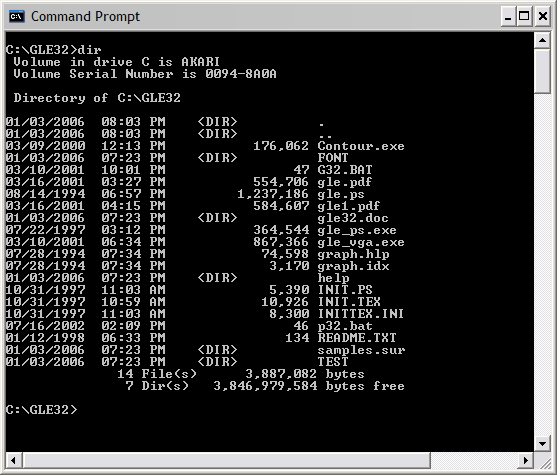 Command Prompt
C:\GLE32>dir
 Volume in drive C is AKARI
 Volume Serial Number is 0094-8A0A
 Directory of C:\GLE32
01/03/2006  08:03 PM    <DIR>          .
01/03/2006  08:03 PM    <DIR>          ..
03/09/2000  12:13 PM           176,062 Contour.exe
01/03/2006  07:23 PM    <DIR>          FONT
03/10/2001  10:01 PM                47 G32.BAT
03/16/2001  03:27 PM           554,706 gle.pdf
08/14/1994  06:57 PM         1,237,186 gle.ps
03/16/2001  04:15 PM           584,607 gle1.pdf
01/03/2006  07:23 PM    <DIR>          gle32.doc
07/22/1997  03:12 PM           364,544 gle_ps.exe
03/10/2001  06:34 PM           867,366 gle_vga.exe
07/28/1994  07:34 PM            74,598 graph.hlp
07/28/1994  07:34 PM             3,170 graph.idx
01/03/2006  07:23 PM    <DIR>          help
10/31/1997  11:03 AM             5,390 INIT.PS
10/31/1997  10:59 AM            10,926 INIT.TEX
10/31/1997  11:03 AM             8,300 INITTEX.INI
07/16/2002  02:09 PM                46 p32.bat
01/12/1998  06:33 PM               134 README.TXT
01/03/2006  07:23 PM    <DIR>          samples.sur
01/03/2006  07:23 PM    <DIR>          TEST
              14 File(s)      3,887,082 bytes
               7 Dir(s)   3,846,979,584 bytes free
C:\GLE32>